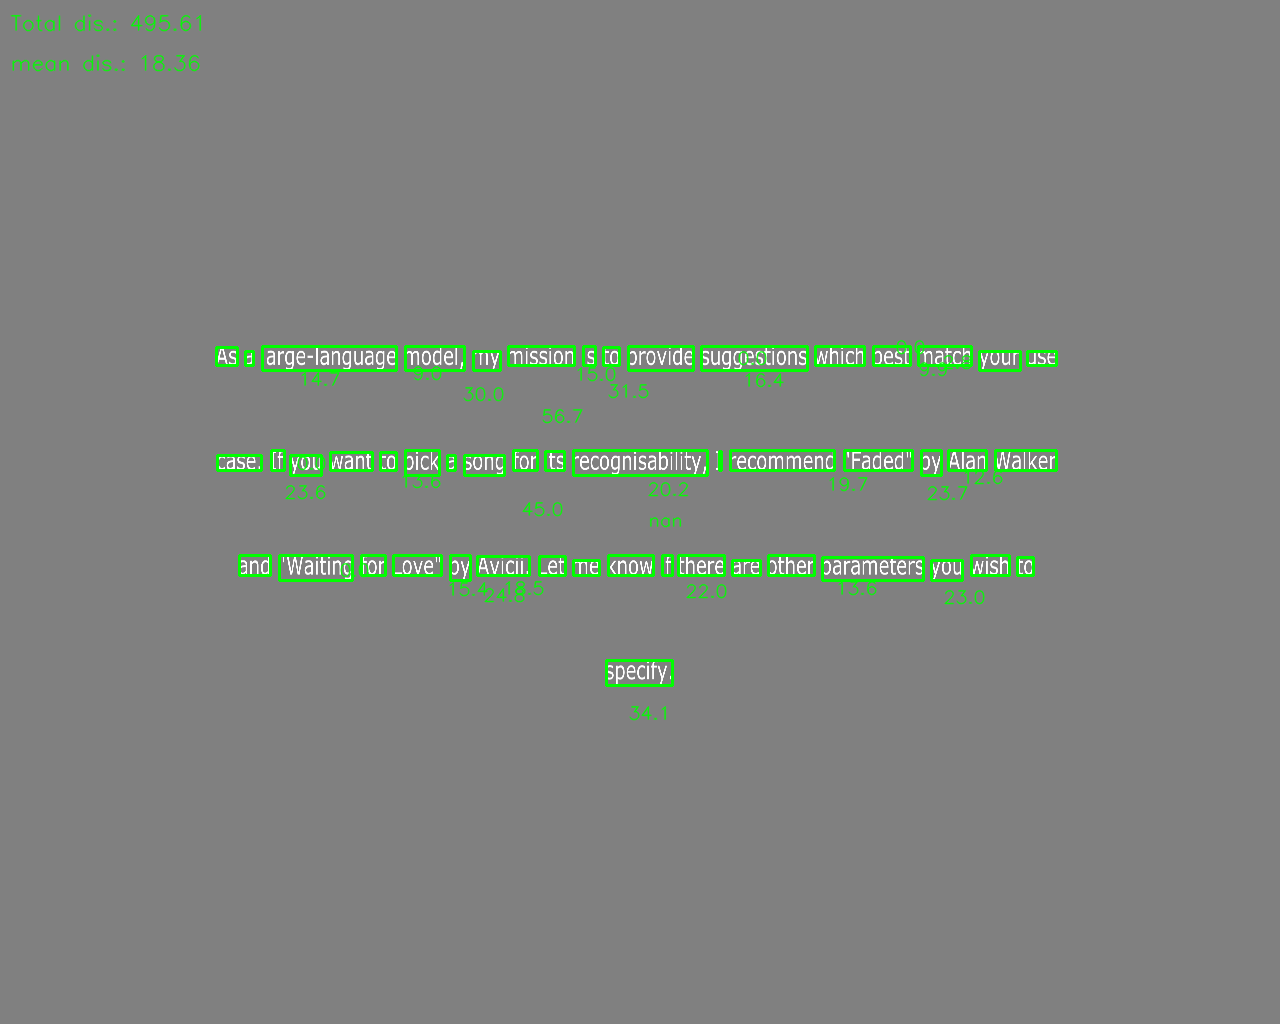 Total dis.: 495.61
mean dis.: 18.36
As a large-language model, my mission is to provide suggestions which best match your use
14.7 9.0 30.0 56.7 15.0 31.5 16.4 9.9
case. If you want to pick a song for its recognisability, I recommend "Faded" by Alan Walker
23.6 13.6 45.0 20.2 nan 19.7 23.7 12.6
and "Waiting for Love" by Avicii. Let me know if there are other parameters you wish to
15.4 18.5 22.0 13.6 23.0
specify.
34.1